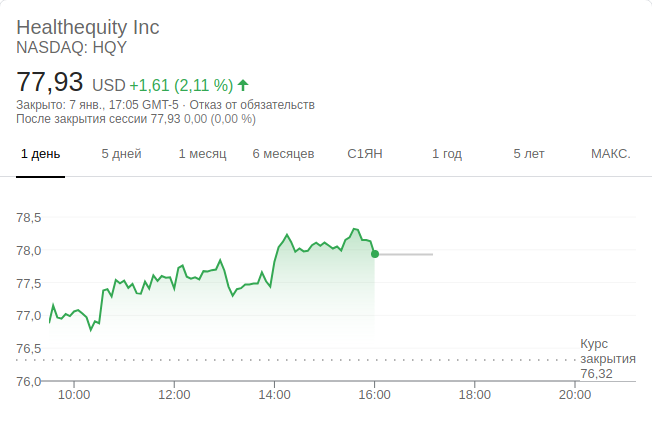 Healthequity Inc
NASDAQ: HQY
77,93 USD +1,61 (2,11 %)
Закрыто: 7 янв., 17:05 GMT-5 · Отказ от обязательств
После закрытия сессии 77,93 0,00 (0,00 %)
1 день 5 дней 1 месяц 6 месяцев С1ЯН 1 год 5 лет МАКС.
78,5
78,0
77,5
77,0
76,5
76,0
Курс
закрытия
76,32
10:00 12:00 14:00 16:00 18:00 20:00